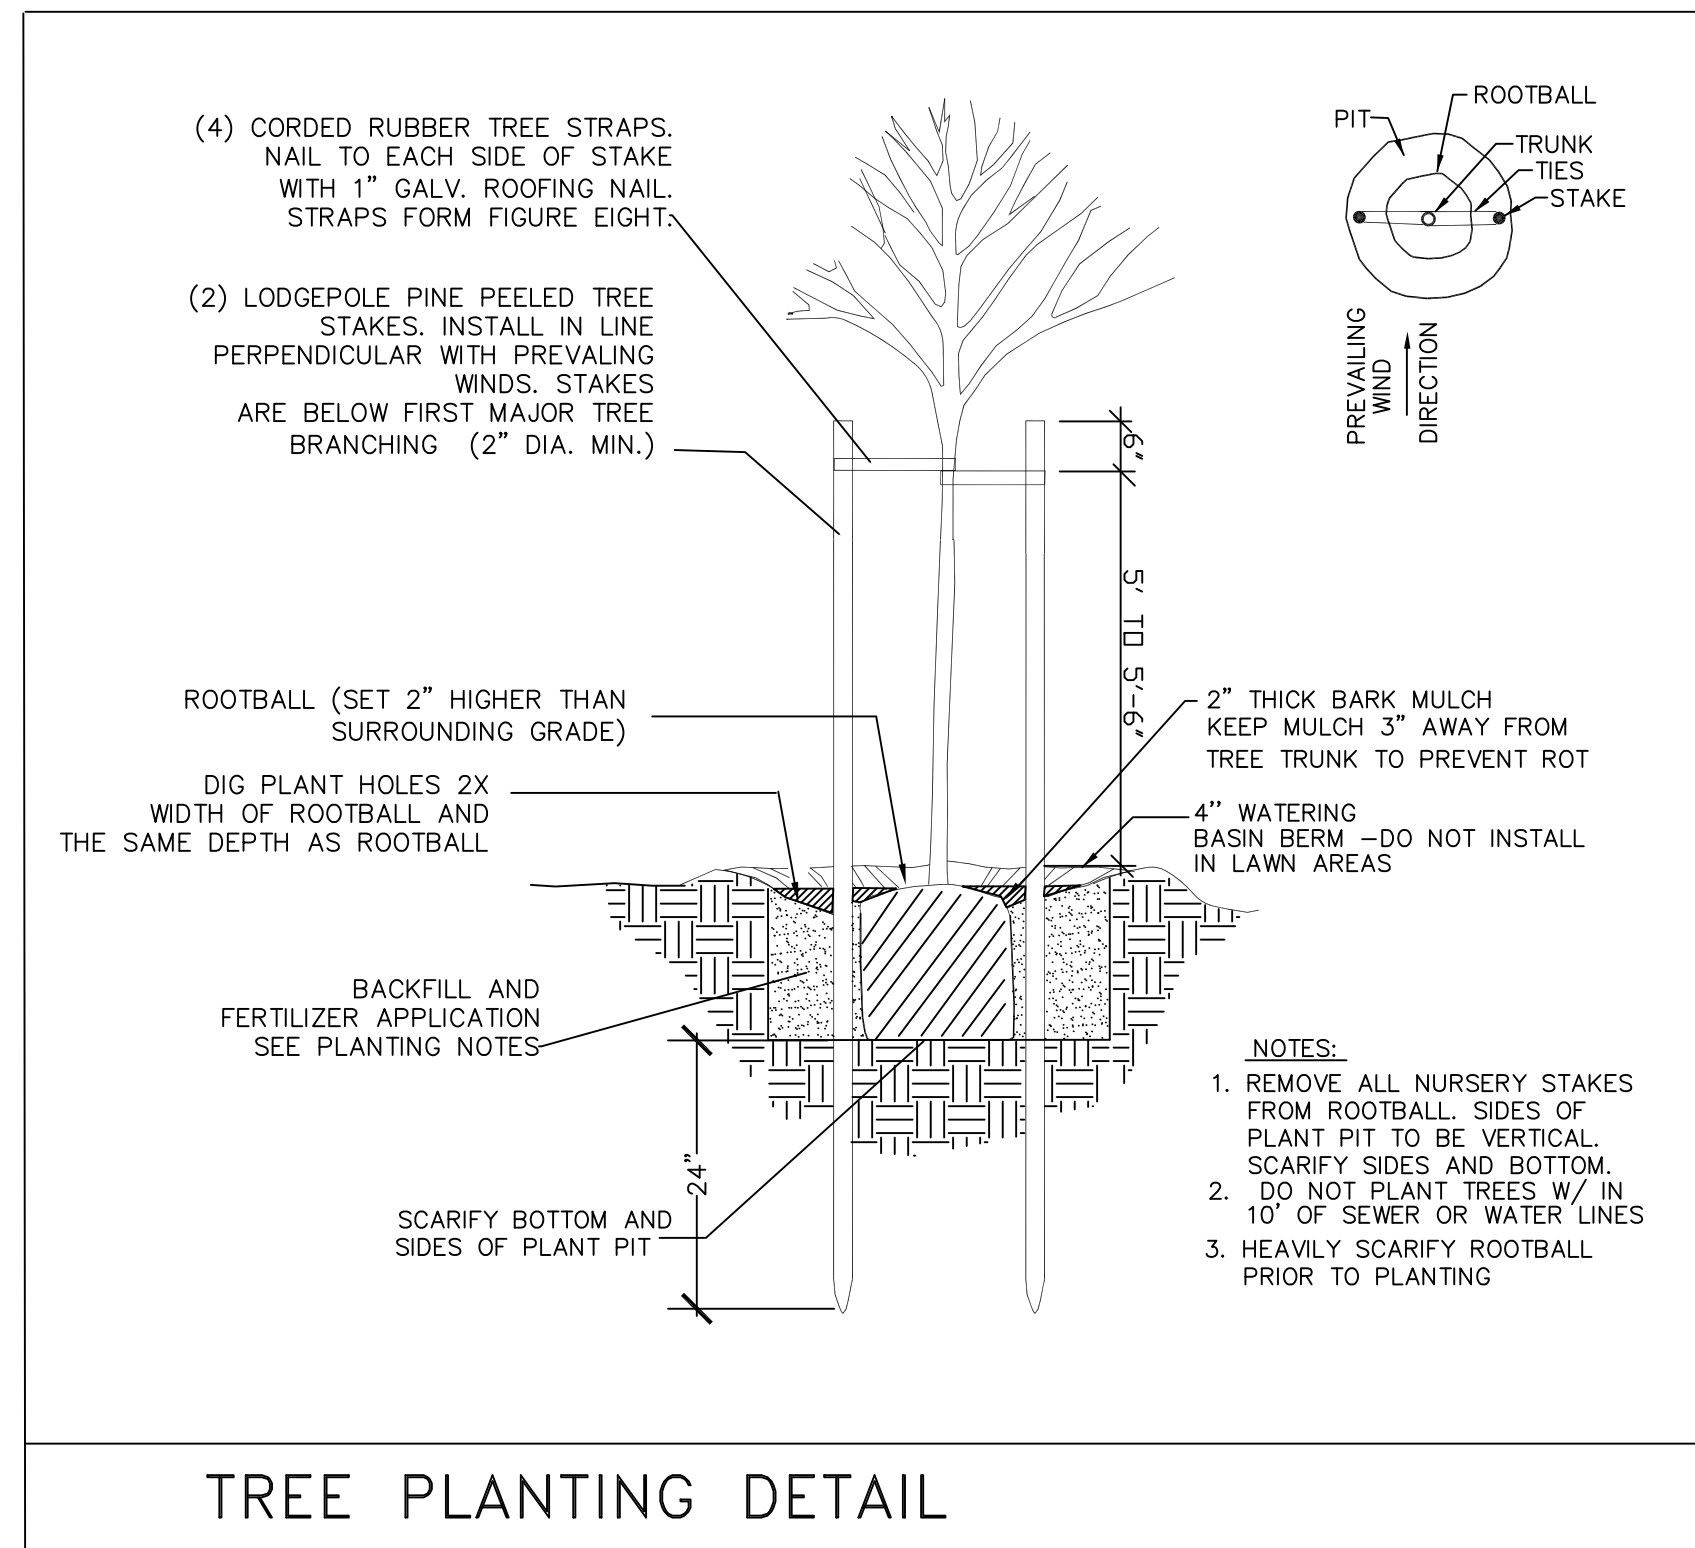 (4) CORDED RUBBER TREE STRAPS.
NAIL TO EACH SIDE OF STAKE
WITH 1" GALV. ROOFING NAIL.
STRAPS FORM FIGURE EIGHT.
(2) LODGEPOLE PINE PEELED TREE
STAKES. INSTALL IN LINE
PERPENDICULAR WITH PREVALING
WINDS. STAKES
ARE BELOW FIRST MAJOR TREE
BRANCHING (2" DIA. MIN.)
ROOTBALL
PIT
TRUNK
TIES
STAKE
PREVAILING
WIND
DIRECTION
6"
5' TO 5'-6"
ROOTBALL (SET 2" HIGHER THAN
SURROUNDING GRADE)
DIG PLANT HOLES 2X
WIDTH OF ROOTBALL AND
THE SAME DEPTH AS ROOTBALL
2" THICK BARK MULCH
KEEP MULCH 3" AWAY FROM
TREE TRUNK TO PREVENT ROT
4'' WATERING
BASIN BERM -DO NOT INSTALL
IN LAWN AREAS
BACKFILL AND
FERTILIZER APPLICATION
SEE PLANTING NOTES
24"
SCARIFY BOTTOM AND
SIDES OF PLANT PIT
NOTES:
1. REMOVE ALL NURSERY STAKES
FROM ROOTBALL. SIDES OF
PLANT PIT TO BE VERTICAL.
SCARIFY SIDES AND BOTTOM.
2. DO NOT PLANT TREES W/ IN
10' OF SEWER OR WATER LINES
3. HEAVILY SCARIFY ROOTBALL
PRIOR TO PLANTING
TREE PLANTING DETAIL